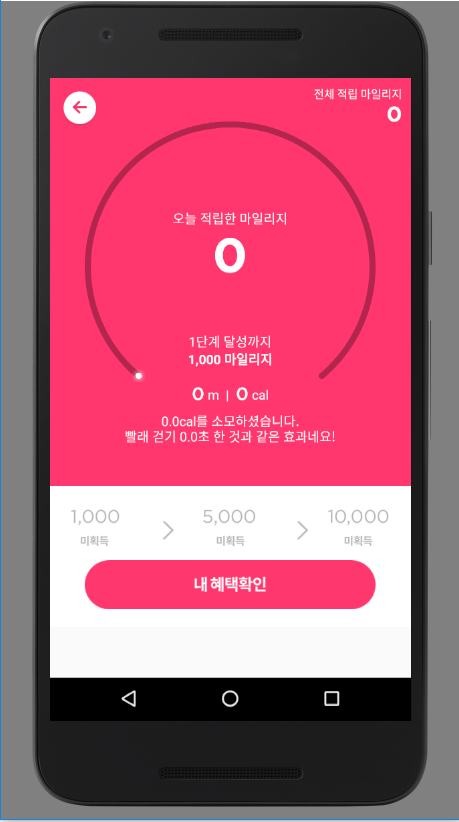 전체 적립 마일리지
0
오늘 적립한 마일리지
0
1단계 달성까지
1,000 마일리지
0 m | 0 cal
0.0cal를 소모하셨습니다.
빨래 걷기 0.0초 한 것과 같은 효과네요!
1,000 > 5,000 > 10,000
미획득 미획득 미획득
내 혜택확인